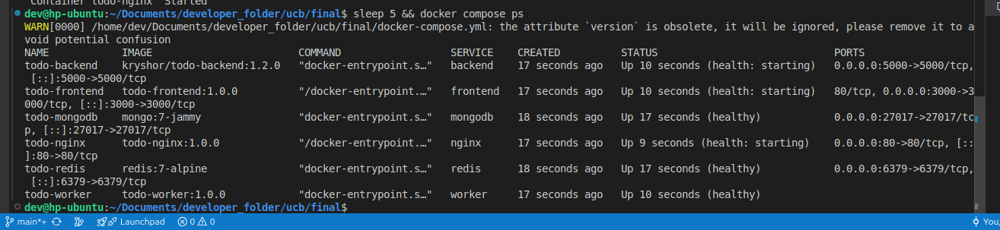 Container todo-nginx Started
dev@hp-ubuntu:~/Documents/developer_folder/ucb/final$ sleep 5 && docker compose ps
WARN[0000] /home/dev/Documents/developer_folder/ucb/final/docker-compose.yml: the attribute `version` is obsolete, it will be ignored, please remove it to a
void potential confusion
NAME IMAGE COMMAND SERVICE CREATED STATUS PORTS
todo-backend kryshor/todo-backend:1.2.0 "docker-entrypoint.s…" backend 17 seconds ago Up 10 seconds (health: starting) 0.0.0.0:5000->5000/tcp,
[::]:5000->5000/tcp
todo-frontend todo-frontend:1.0.0 "/docker-entrypoint.…" frontend 17 seconds ago Up 10 seconds (health: starting) 80/tcp, 0.0.0.0:3000->3
000/tcp, [::]:3000->3000/tcp
todo-mongodb mongo:7-jammy "docker-entrypoint.s…" mongodb 18 seconds ago Up 17 seconds (healthy) 0.0.0.0:27017->27017/tc
p, [::]:27017->27017/tcp
todo-nginx todo-nginx:1.0.0 "/docker-entrypoint.…" nginx 17 seconds ago Up 9 seconds (health: starting) 0.0.0.0:80->80/tcp, [::
]:80->80/tcp
todo-redis redis:7-alpine "docker-entrypoint.s…" redis 18 seconds ago Up 17 seconds (healthy) 0.0.0.0:6379->6379/tcp,
[::]:6379->6379/tcp
todo-worker todo-worker:1.0.0 "docker-entrypoint.s…" worker 17 seconds ago Up 10 seconds (healthy)
dev@hp-ubuntu:~/Documents/developer_folder/ucb/final$
main*+ Launchpad 0 0 You,